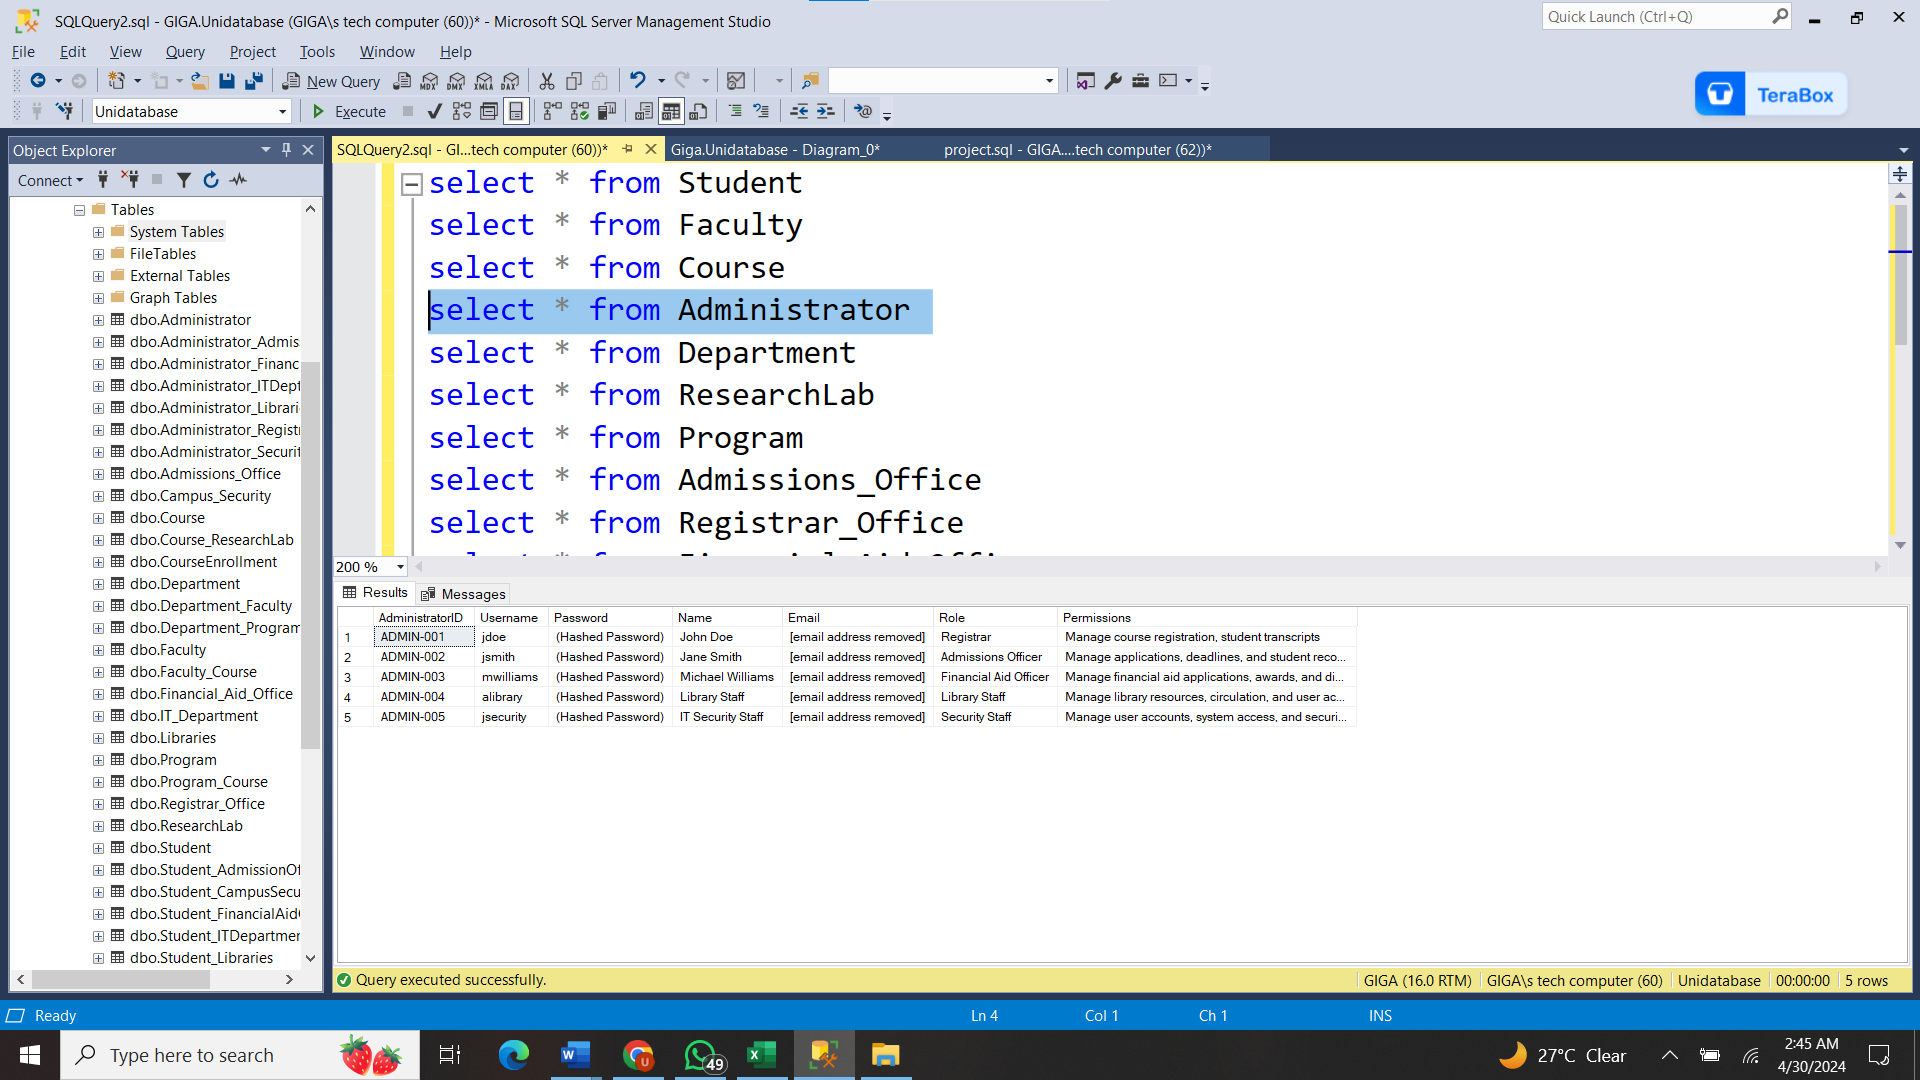 SQLQuery2.sql - GIGA.Unidatabase (GIGA\s tech computer (60))* - Microsoft SQL Server Management Studio
Quick Launch (Ctrl+Q)
File Edit View Query Project Tools Window Help
New Query MDX DMX XMLA DAX
TeraBox
Unidatabase Execute
Object Explorer
SQLQuery2.sql - GI...tech computer (60))* Giga.Unidatabase - Diagram_0* project.sql - GIGA....tech computer (62))*
Connect
Tables
System Tables
FileTables
External Tables
Graph Tables
dbo.Administrator
dbo.Administrator_Admis
dbo.Administrator_Financ
dbo.Administrator_ITDept
dbo.Administrator_Librari
dbo.Administrator_Registr
dbo.Administrator_Securit
dbo.Admissions_Office
dbo.Campus_Security
dbo.Course
dbo.Course_ResearchLab
dbo.CourseEnrollment
dbo.Department
dbo.Department_Faculty
dbo.Department_Program
dbo.Faculty
dbo.Faculty_Course
dbo.Financial_Aid_Office
dbo.IT_Department
dbo.Libraries
dbo.Program
dbo.Program_Course
dbo.Registrar_Office
dbo.ResearchLab
dbo.Student
dbo.Student_AdmissionOf
dbo.Student_CampusSecu
dbo.Student_FinancialAid
dbo.Student_ITDepartmer
dbo.Student_Libraries
select * from Student
select * from Faculty
select * from Course
select * from Administrator
select * from Department
select * from ResearchLab
select * from Program
select * from Admissions_Office
select * from Registrar_Office
200 %
Results Messages
AdministratorID Username Password Name Email Role Permissions
1 ADMIN-001 jdoe (Hashed Password) John Doe [email address removed] Registrar Manage course registration, student transcripts
2 ADMIN-002 jsmith (Hashed Password) Jane Smith [email address removed] Admissions Officer Manage applications, deadlines, and student reco...
3 ADMIN-003 mwilliams (Hashed Password) Michael Williams [email address removed] Financial Aid Officer Manage financial aid applications, awards, and di...
4 ADMIN-004 alibrary (Hashed Password) Library Staff [email address removed] Library Staff Manage library resources, circulation, and user ac...
5 ADMIN-005 jsecurity (Hashed Password) IT Security Staff [email address removed] Security Staff Manage user accounts, system access, and securi...
Query executed successfully. GIGA (16.0 RTM) GIGA\s tech computer (60) Unidatabase 00:00:00 5 rows
Ready Ln 4 Col 1 Ch 1 INS
Type here to search 49 27°C Clear 2:45 AM
4/30/2024